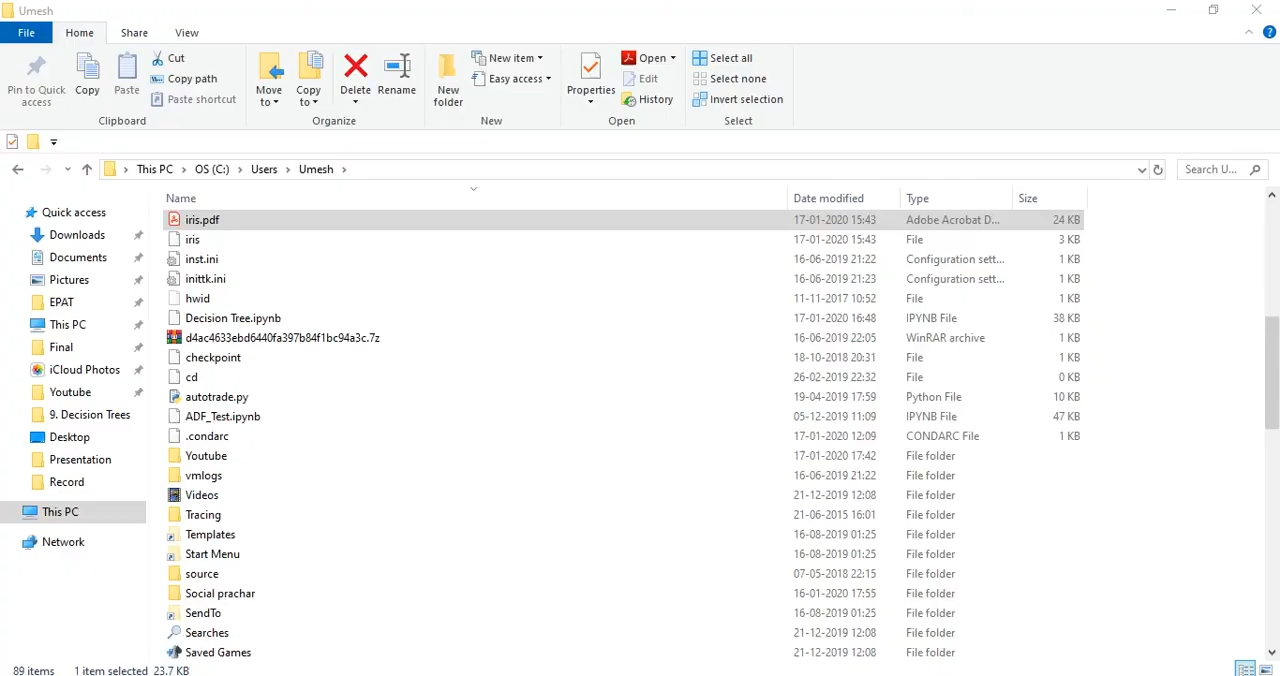 Umesh
File Home Share View
Pin to Quick access
Copy
Paste
Cut
Copy path
Paste shortcut
Clipboard
Move to
Copy to
Delete
Rename
Organize
New folder
New item
Easy access
New
Properties
Open
Edit
History
Open
Select all
Select none
Invert selection
Select
This PC › OS (C:) › Users › Umesh ›
Search U...
Quick access
Downloads
Documents
Pictures
EPAT
This PC
Final
iCloud Photos
Youtube
9. Decision Trees
Desktop
Presentation
Record
This PC
Network
Name Date modified Type Size
iris.pdf 17-01-2020 15:43 Adobe Acrobat D... 24 KB
iris 17-01-2020 15:43 File 3 KB
inst.ini 16-06-2019 21:22 Configuration sett... 1 KB
inittk.ini 16-06-2019 21:23 Configuration sett... 1 KB
hwid 11-11-2017 10:52 File 1 KB
Decision Tree.ipynb 17-01-2020 16:48 IPYNB File 38 KB
d4ac4633ebd6440fa397b84f1bc94a3c.7z 16-06-2019 22:05 WinRAR archive 1 KB
checkpoint 18-10-2018 20:31 File 1 KB
cd 26-02-2019 22:32 File 0 KB
autotrade.py 19-04-2019 17:59 Python File 10 KB
ADF_Test.ipynb 05-12-2019 11:09 IPYNB File 47 KB
.condarc 17-01-2020 12:09 CONDARC File 1 KB
Youtube 17-01-2020 17:42 File folder
vmlogs 16-06-2019 21:22 File folder
Videos 21-12-2019 12:08 File folder
Tracing 21-06-2015 16:01 File folder
Templates 16-08-2019 01:25 File folder
Start Menu 16-08-2019 01:25 File folder
source 07-05-2018 22:15 File folder
Social prachar 16-01-2020 17:55 File folder
SendTo 16-08-2019 01:25 File folder
Searches 21-12-2019 12:08 File folder
Saved Games 21-12-2019 12:08 File folder
89 items 1 item selected 23.7 KB